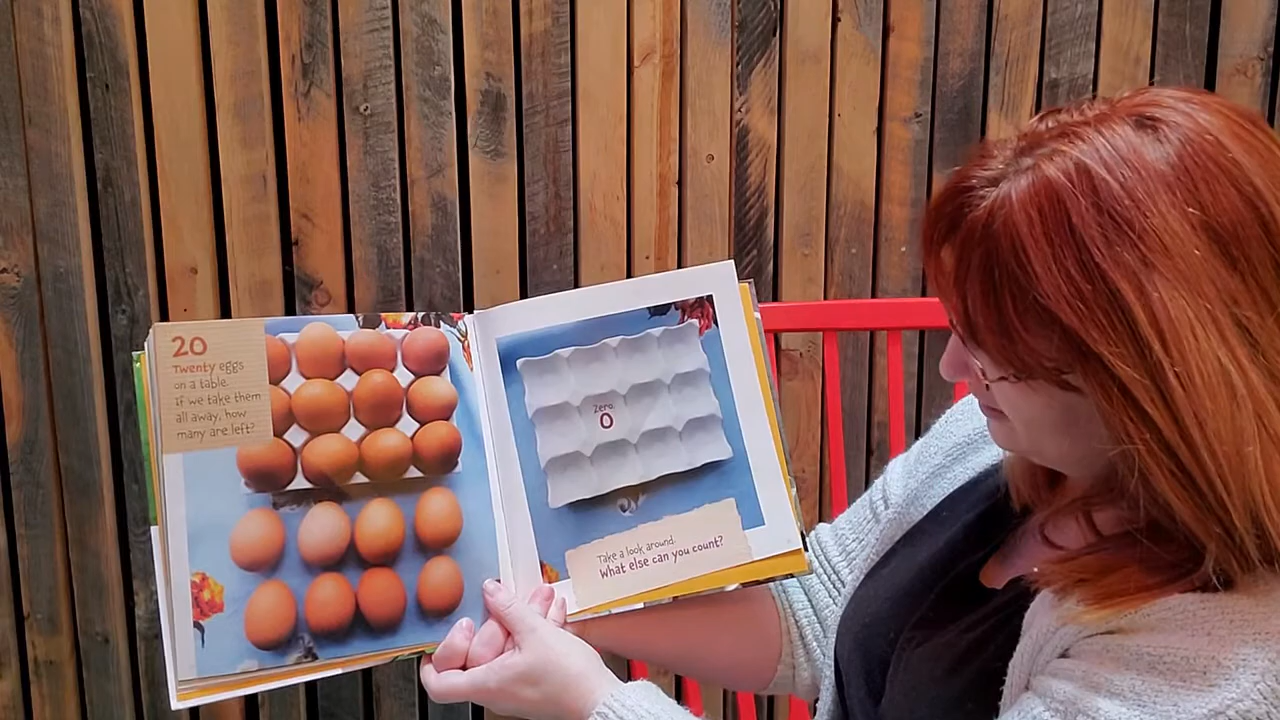 20
Twenty eggs
on a table.
If we take them
all away, how
many are left?
Zero.
0
Take a look around.
What else can you count?